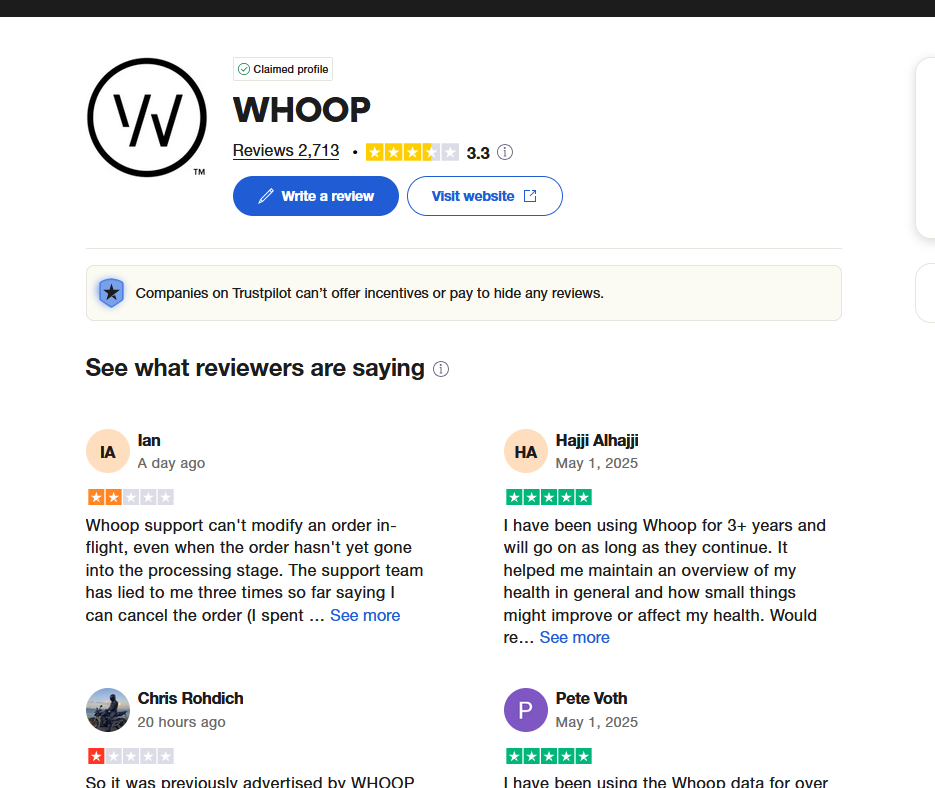 TM
Claimed profile
WHOOP
Reviews 2,713 • 3.3
Write a review
Visit website
Companies on Trustpilot can’t offer incentives or pay to hide any reviews.
See what reviewers are saying
IA
Ian
A day ago
Whoop support can't modify an order in-
flight, even when the order hasn't yet gone
into the processing stage. The support team
has lied to me three times so far saying I
can cancel the order (I spent … See more
HA
Hajji Alhajji
May 1, 2025
I have been using Whoop for 3+ years and
will go on as long as they continue. It
helped me maintain an overview of my
health in general and how small things
might improve or affect my health. Would
re… See more
Chris Rohdich
20 hours ago
So it was previously advertised by WHOOP
P
Pete Voth
May 1, 2025
I have been using the Whoop data for over